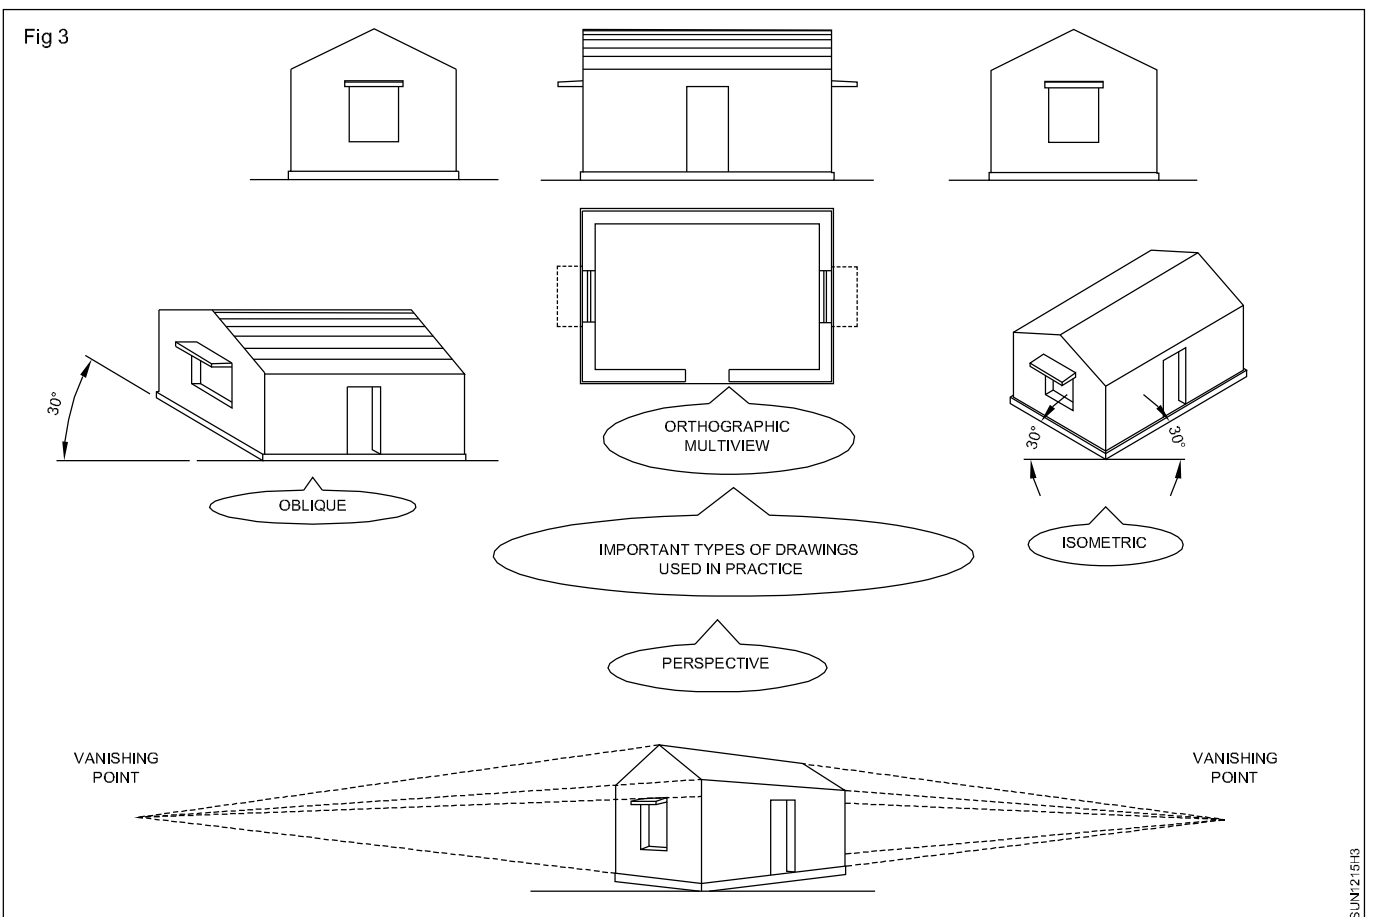 Fig 3
ORTHOGRAPHIC
MULTIVIEW
30°
OBLIQUE
30°
30°
ISOMETRIC
IMPORTANT TYPES OF DRAWINGS
USED IN PRACTICE
PERSPECTIVE
VANISHING
POINT
VANISHING
POINT
SUN1215H3